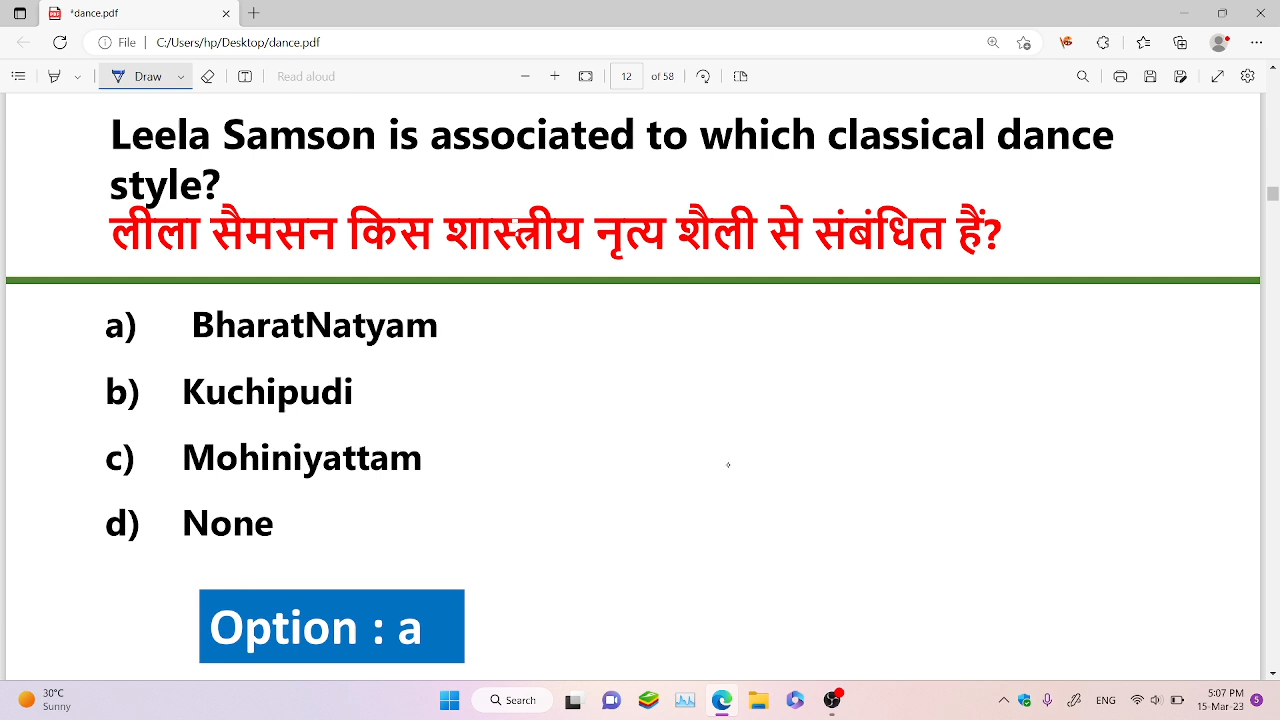 *dance.pdf
File
C:/Users/hp/Desktop/dance.pdf
Draw
Read aloud
12 of 58
Leela Samson is associated to which classical dance
style?
लीला सैमसन किस शास्त्रीय नृत्य शैली से संबंधित हैं?
a) BharatNatyam
b) Kuchipudi
c) Mohiniyattam
d) None
Option : a
30°C
Sunny
Search
ENG
05:07 PM
15-Mar-23
5